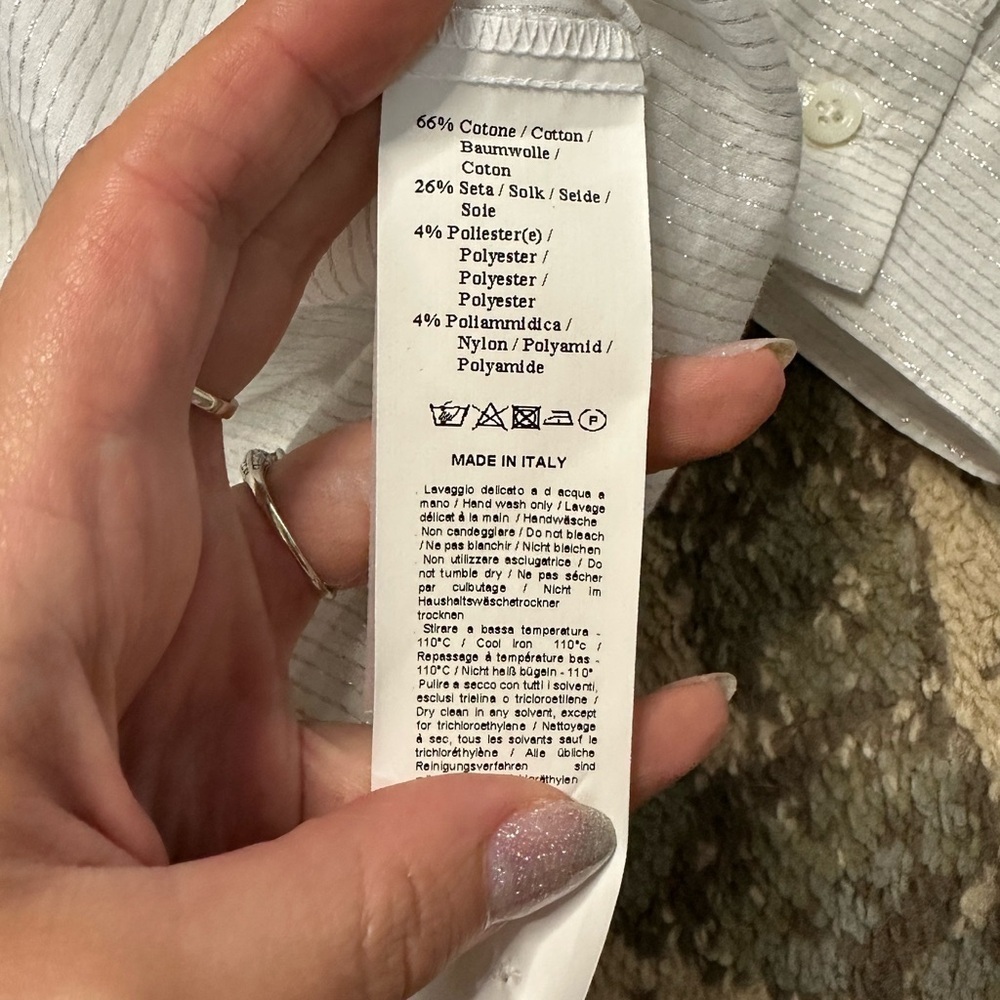 66% Cotone / Cotton /
Baumwolle /
Coton
26% Seta / Solk / Seide /
Soie
4% Poliester(e) /
Polyester /
Polyester /
Polyester
4% Poliammidica /
Nylon / Polyamid /
Polyamide
P
MADE IN ITALY
Lavaggio delicato a d acqua a
mano / Hand wash only / Lavage
délicat à la main / Handwäsche
Non candeggiare / Do not bleach
/ Ne pas blanchir / Nicht bleichen
Non utilizzare asciugatrice / Do
not tumble dry / Ne pas sécher
par culbutage / Nicht im
Haushaltswäschetrockner
trocknen
Stirare a bassa temperatura -
110°C / Cool iron 110°c /
Repassage à température bas -
110°C / Nicht heiß bügeln - 110°
Pulire a secco con tutti i solventi,
esclusi trielina o tricloroetilene /
Dry clean in any solvent, except
for trichloroethylene / Nettoyage
à sec, tous les solvants sauf le
trichloréthylène / Alle übliche
Reinigungsverfahren sind